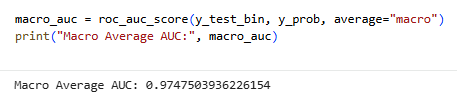 macro_auc = roc_auc_score(y_test_bin, y_prob, average="macro")
print("Macro Average AUC:", macro_auc)
Macro Average AUC: 0.9747503936226154